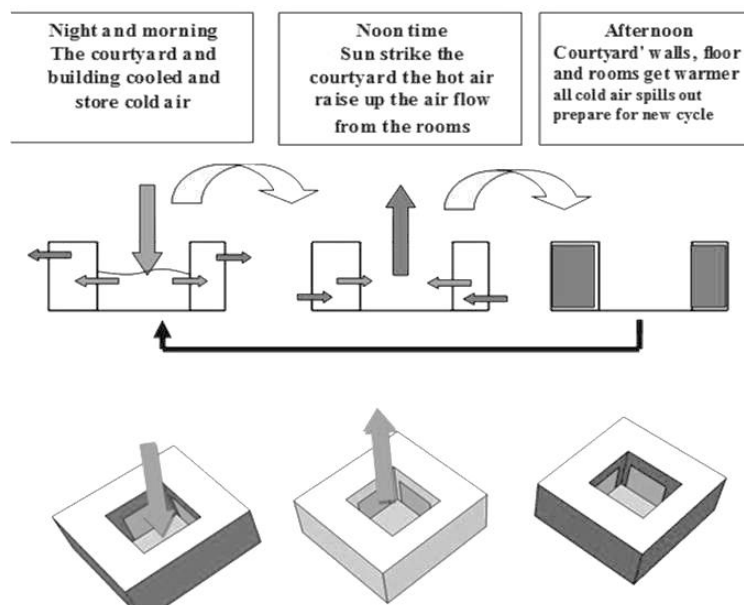 Night and morning
The courtyard and
building cooled and
store cold air
Noon time
Sun strike the
courtyard the hot air
raise up the air flow
from the rooms
Afternoon
Courtyard' walls, floor
and rooms get warmer
all cold air spills out
prepare for new cycle